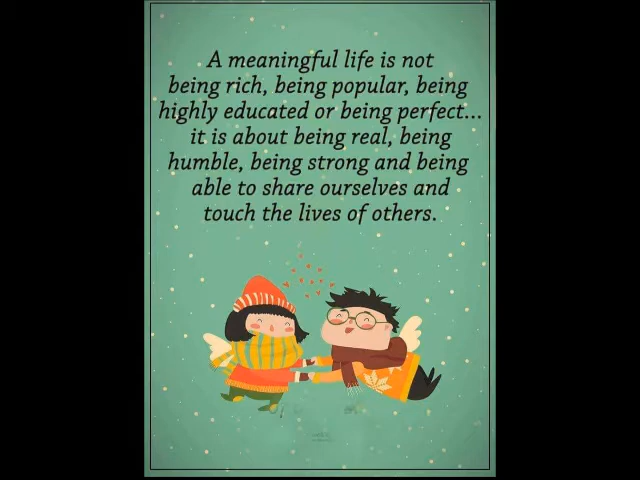 A meaningful life is not
being rich, being popular, being
highly educated or being perfect...
it is about being real, being
humble, being strong and being
able to share ourselves and
touch the lives of others.